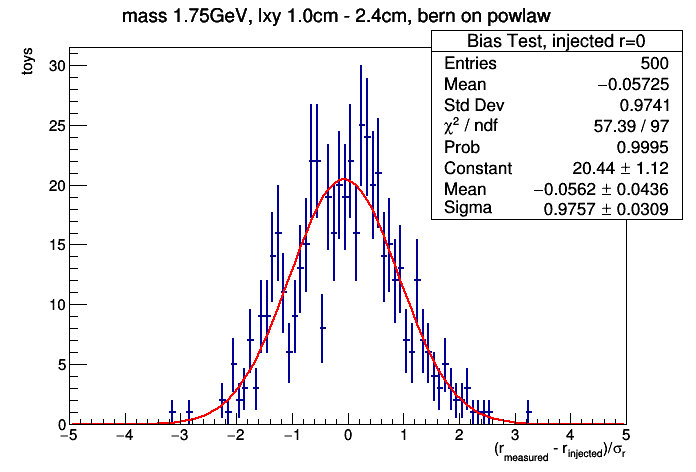 mass 1.75GeV, lxy 1.0cm - 2.4cm, bern on powlaw
Bias Test, injected r=0
Entries 500
Mean −0.05725
Std Dev 0.9741
χ² / ndf 57.39 / 97
Prob 0.9995
Constant 20.44 ± 1.12
Mean −0.0562 ± 0.0436
Sigma 0.9757 ± 0.0309
toys
30
25
20
15
10
5
0
−5 −4 −3 −2 −1 0 1 2 3 4 5
(r_measured - r_injected)/σ_r